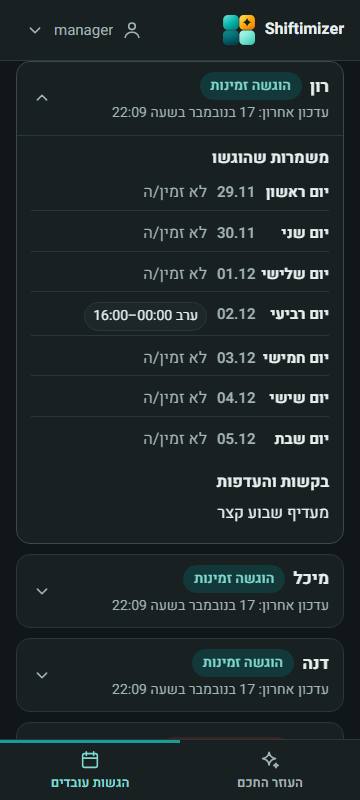 Shiftimizer
manager
רון הוגשה זמינות
עדכון אחרון: 17 בנובמבר בשעה 22:09
משמרות שהוגשו
יום ראשון 29.11 לא זמין/ה
יום שני 30.11 לא זמין/ה
יום שלישי 01.12 לא זמין/ה
יום רביעי 02.12 ערב 16:00–00:00
יום חמישי 03.12 לא זמין/ה
יום שישי 04.12 לא זמין/ה
יום שבת 05.12 לא זמין/ה
בקשות והעדפות
מעדיף שבוע קצר
מיכל הוגשה זמינות
עדכון אחרון: 17 בנובמבר בשעה 22:09
דנה הוגשה זמינות
עדכון אחרון: 17 בנובמבר בשעה 22:09
העוזר החכם
הגשות עובדים